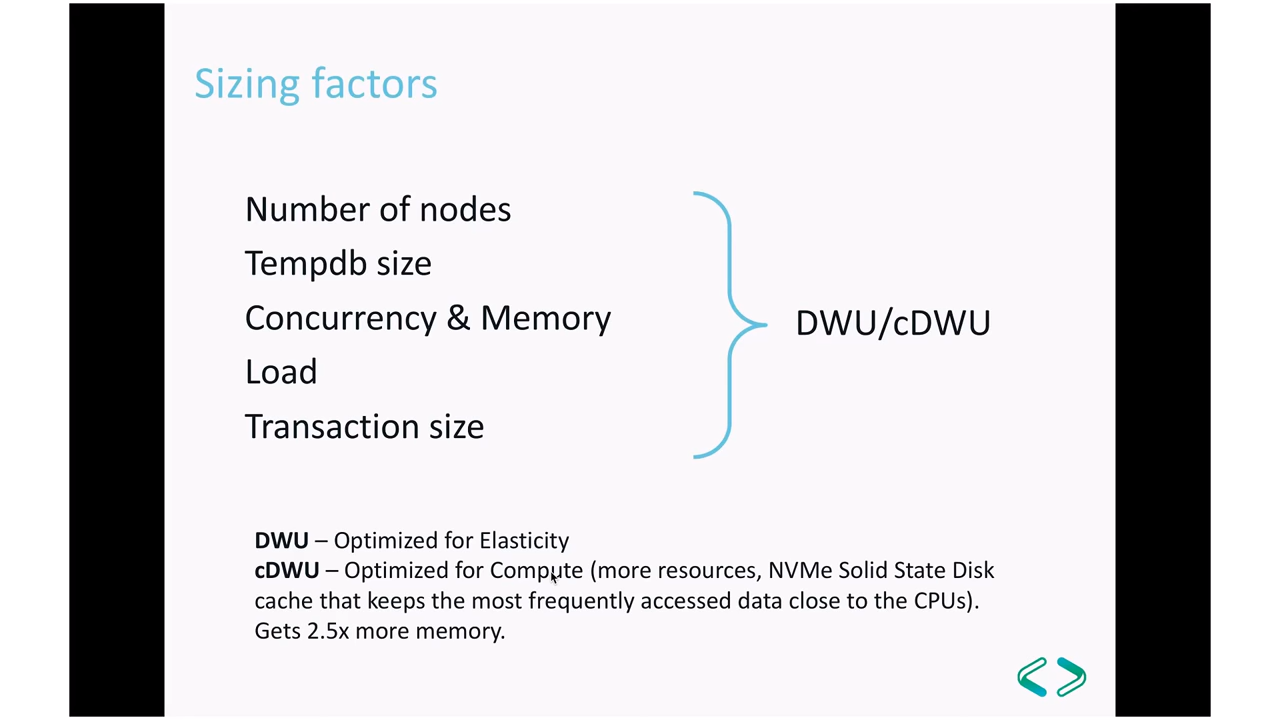 Sizing factors
Number of nodes
Tempdb size
Concurrency & Memory
Load
Transaction size
DWU/cDWU
DWU – Optimized for Elasticity
cDWU – Optimized for Compute (more resources, NVMe Solid State Disk
cache that keeps the most frequently accessed data close to the CPUs).
Gets 2.5x more memory.